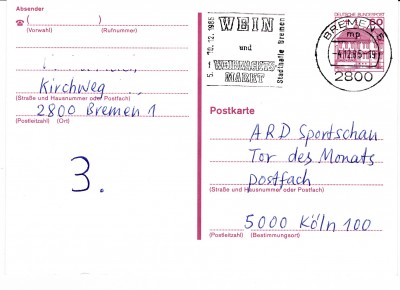 Absender
(Vorwahl) (Rufnummer)
Kirchweg
(Straße und Hausnummer oder Postfach)
2800 Bremen 1
(Postleitzahl) (Ort)
3.
WEIN
und
WEIHNACHTS-
MARKT
Stadthalle Bremen
BREMEN 5
mp
2800
60
Postkarte
ARD Sportschau
Tor des Monats
postfach
(Straße und Hausnummer oder Postfach)
5000 Köln 100
(Postleitzahl) (Bestimmungsort)